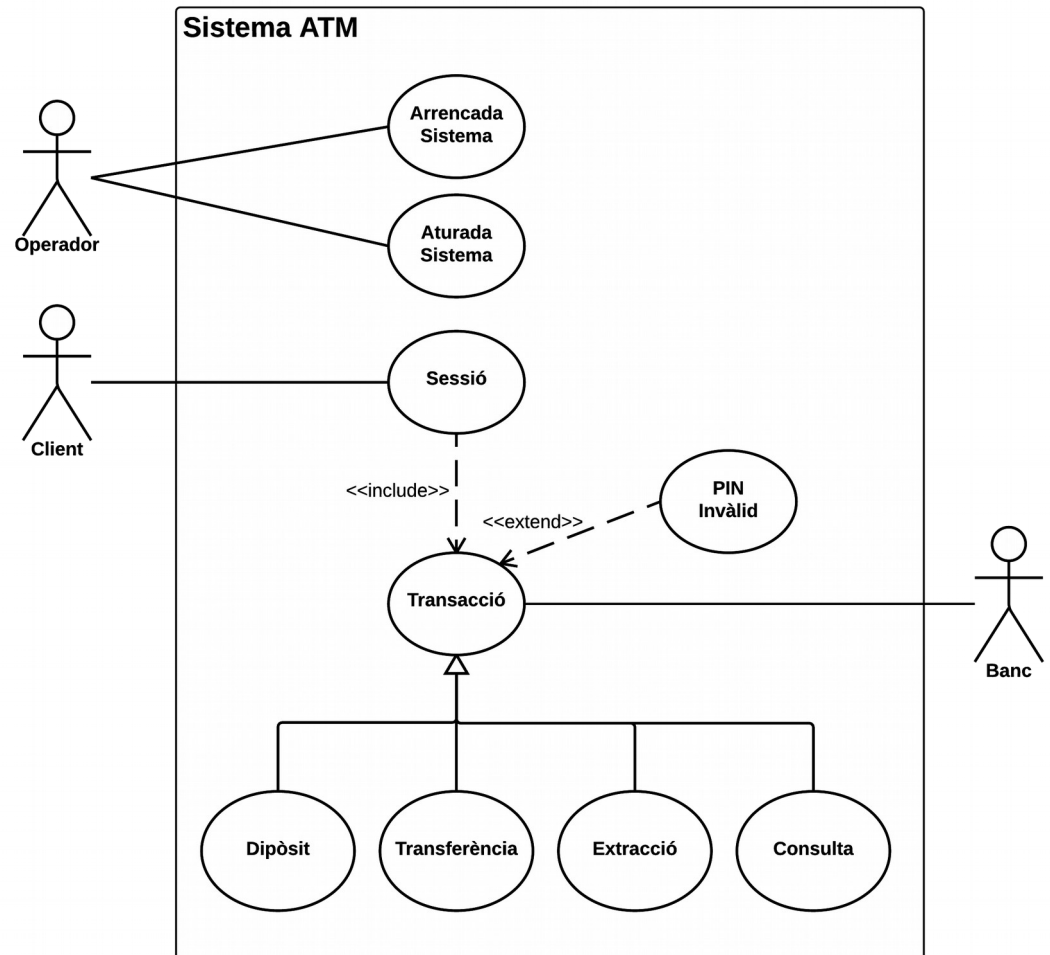 Sistema ATM
Arrencada
Sistema
Operador
Aturada
Sistema
Client
Sessió
<<include>>
PIN
Invàlid
<<extend>>
Transacció
Banc
Dipòsit
Transferència
Extracció
Consulta